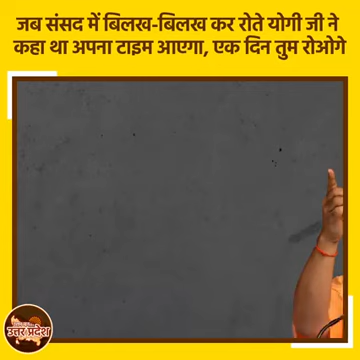 जब संसद में बिलख-बिलख कर रोते योगी जी ने
कहा था अपना टाइम आएगा, एक दिन तुम रोओगे
उत्तर प्रदेश